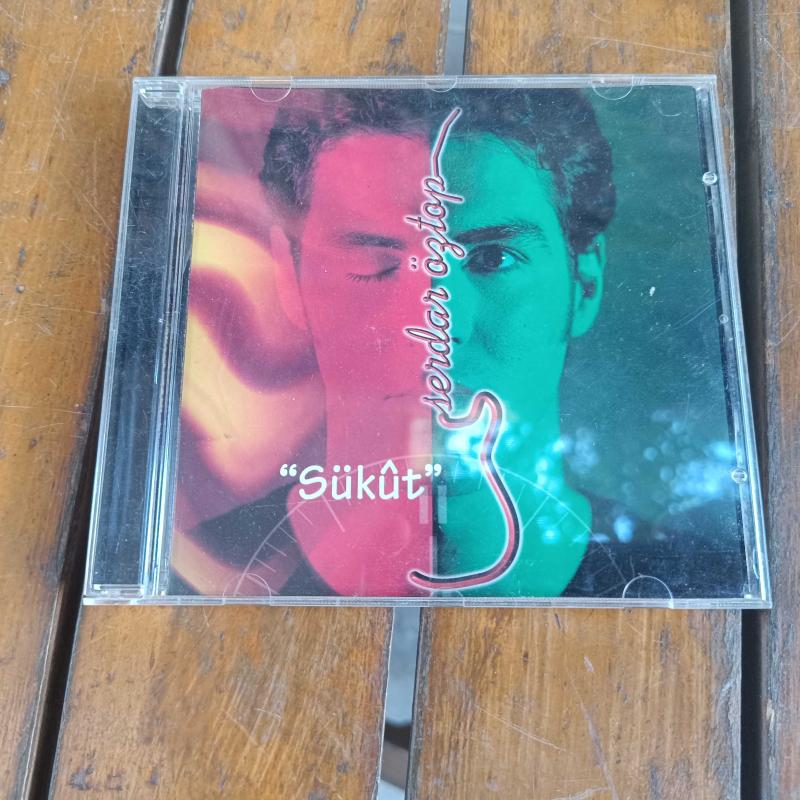 serdar öztop
“Sükût”